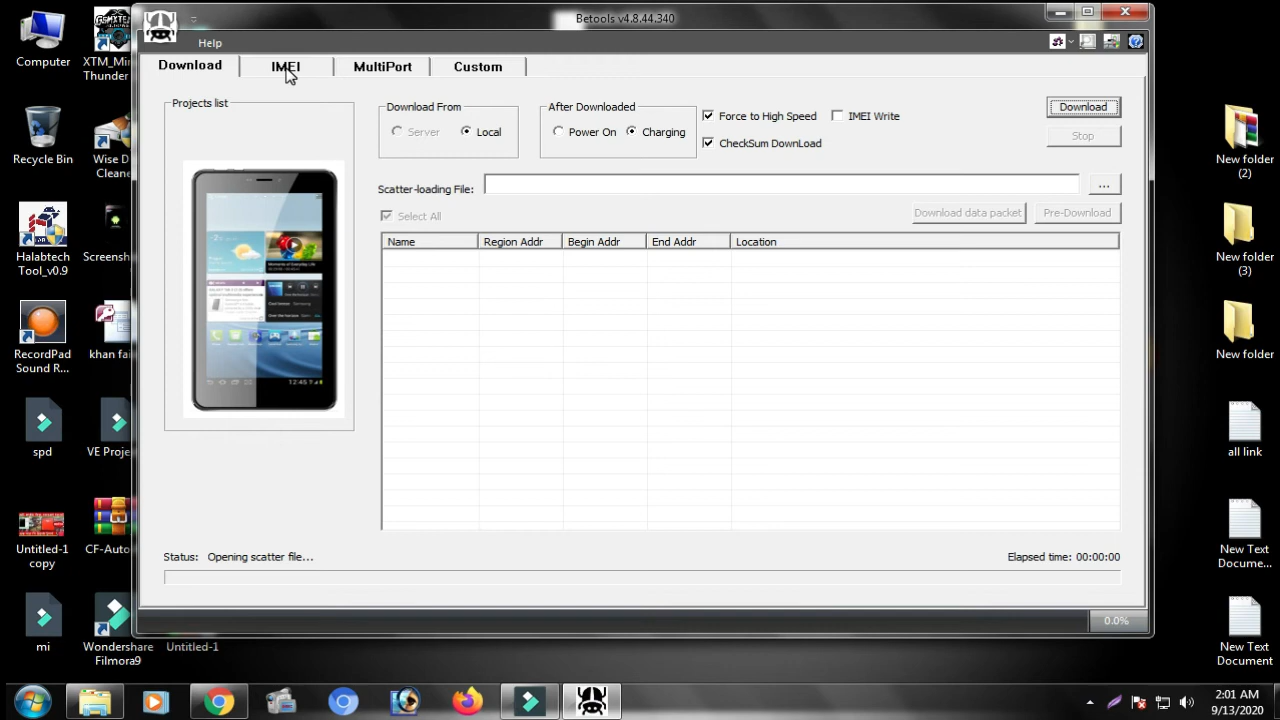 Betools v4.8.44.340
Help
Download
IMEI
MultiPort
Custom
Projects list
Download From
Server
Local
After Downloaded
Power On
Charging
Force to High Speed
IMEI Write
CheckSum DownLoad
Download
Stop
Scatter-loading File:
...
Select All
Download data packet
Pre-Download
Name
Region Addr
Begin Addr
End Addr
Location
Status: Opening scatter file...
Elapsed time: 00:00:00
0.0%
Computer
XTM_Min
Thunder
Recycle Bin
Wise D
Cleane
Halabtech
Tool_v0.9
Screensh
RecordPad
Sound R...
khan fai
spd
VE Proje
Untitled-1
copy
CF-Auto
mi
Wondershare
Filmora9
Untitled-1
New folder
(2)
New folder
(3)
New folder
all link
New Text
Docume...
New Text
Document
2:01 AM
9/13/2020